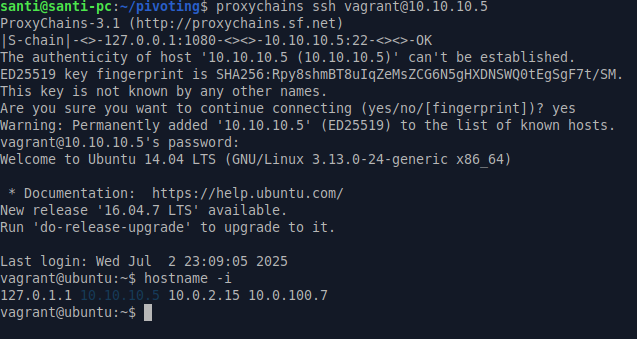 santi@santi-pc:~/pivoting$ proxychains ssh vagrant@10.10.10.5
ProxyChains-3.1 (http://proxychains.sf.net)
|S-chain|-<>-127.0.0.1:1080-<><>-10.10.10.5:22-<><>-OK
The authenticity of host '10.10.10.5 (10.10.10.5)' can't be established.
ED25519 key fingerprint is SHA256:Rpy8shmBT8uIqZeMsZCG6N5gHXDNSWQ0tEgSgF7t/SM.
This key is not known by any other names.
Are you sure you want to continue connecting (yes/no/[fingerprint])? yes
Warning: Permanently added '10.10.10.5' (ED25519) to the list of known hosts.
vagrant@10.10.10.5's password:
Welcome to Ubuntu 14.04 LTS (GNU/Linux 3.13.0-24-generic x86_64)
 * Documentation:  https://help.ubuntu.com/
New release '16.04.7 LTS' available.
Run 'do-release-upgrade' to upgrade to it.
Last login: Wed Jul  2 23:09:05 2025
vagrant@ubuntu:~$ hostname -i
127.0.1.1 10.10.10.5 10.0.2.15 10.0.100.7
vagrant@ubuntu:~$